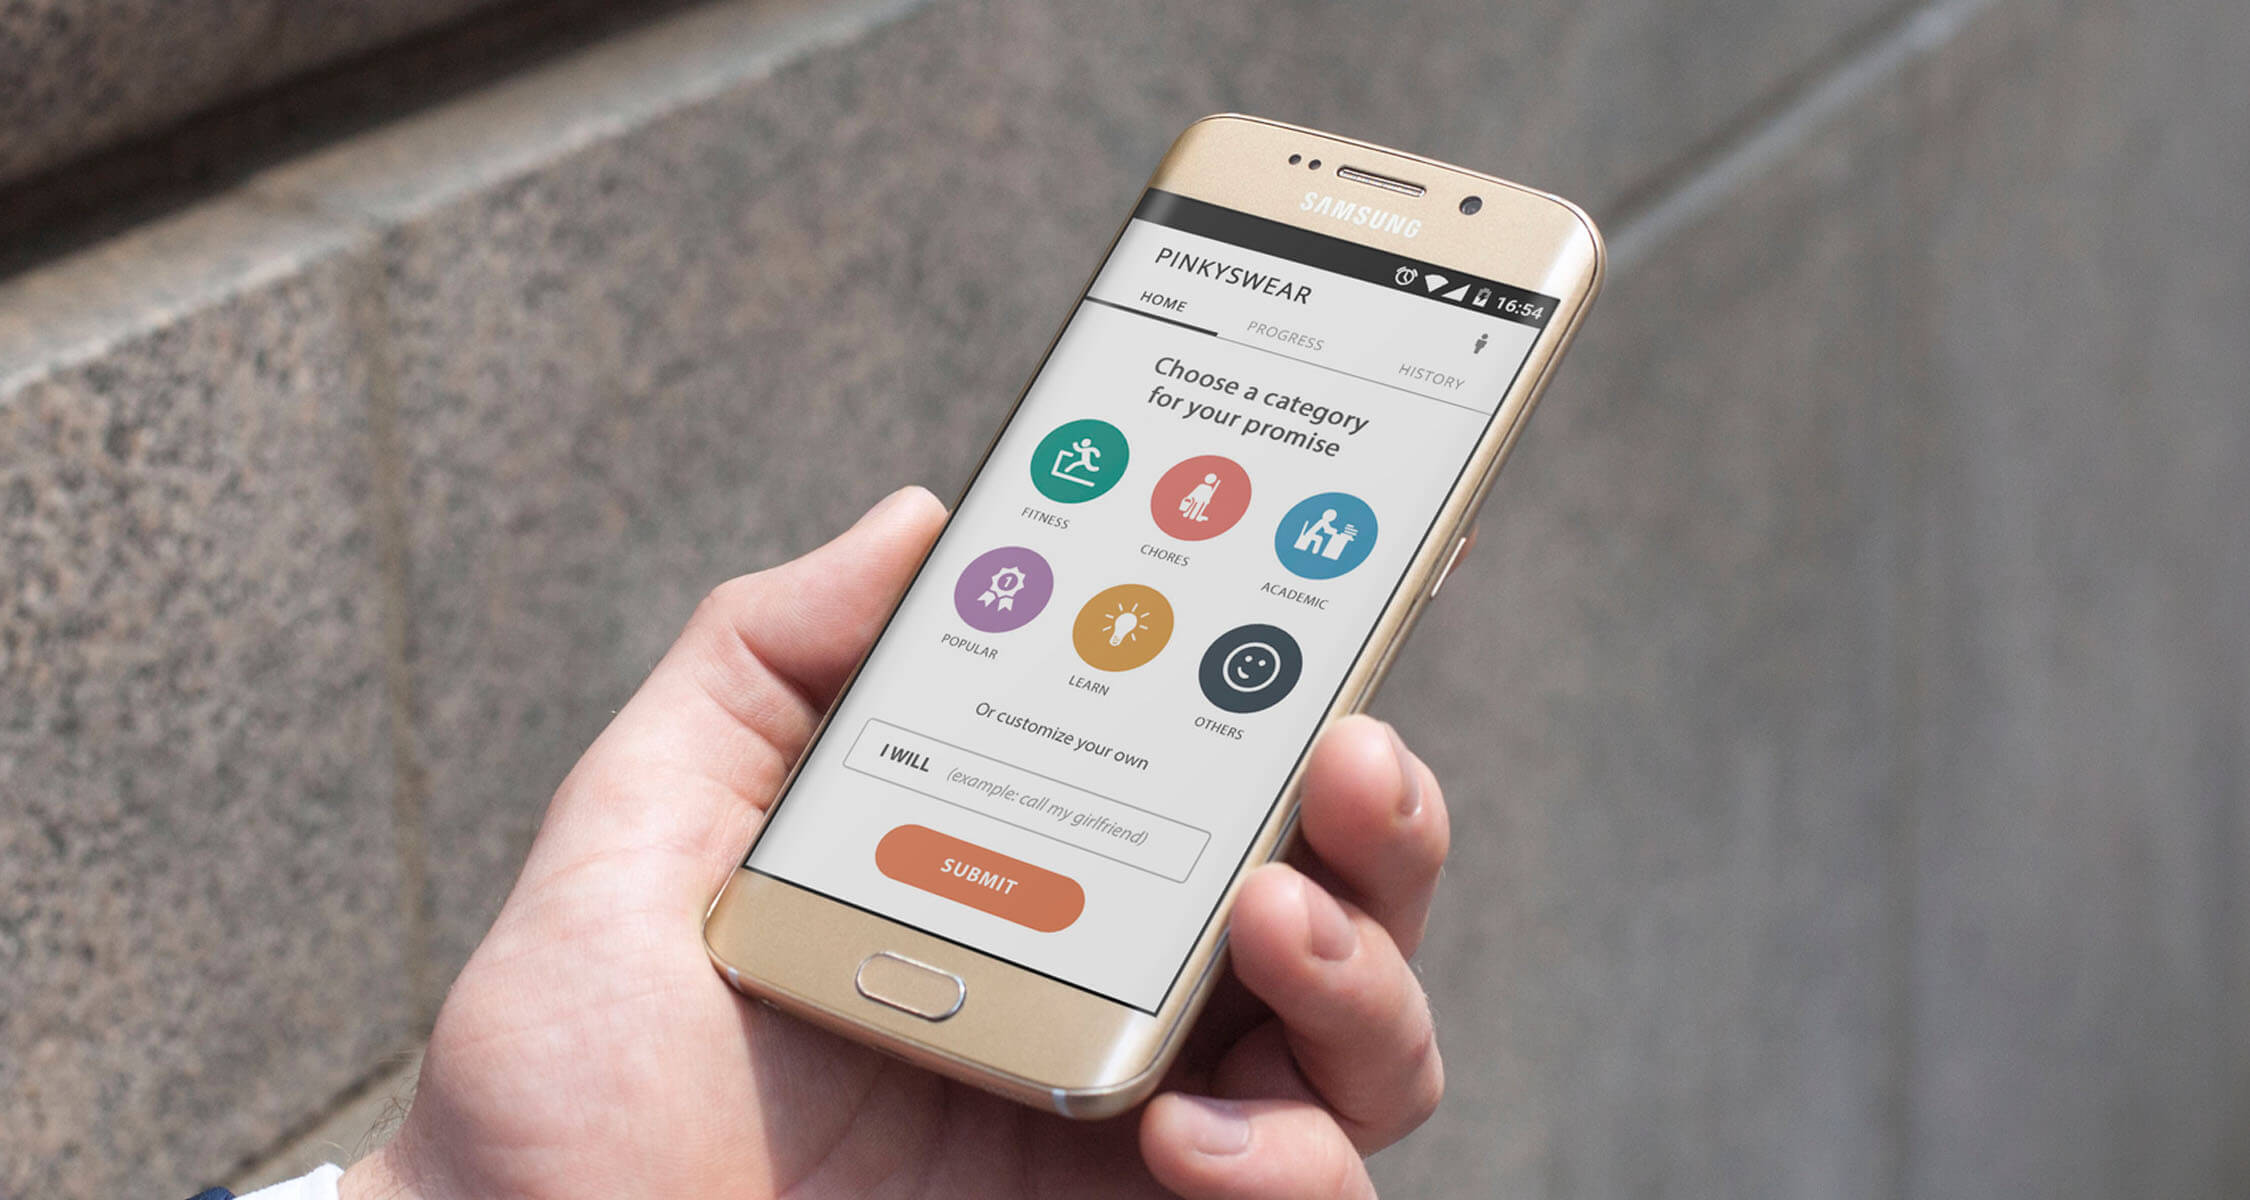 SAMSUNG
16:54
PINKYSWEAR
HOME
PROGRESS
HISTORY
Choose a category
for your promise
FITNESS
CHORES
ACADEMIC
1
POPULAR
LEARN
OTHERS
Or customize your own
I WILL (example: call my girlfriend)
SUBMIT